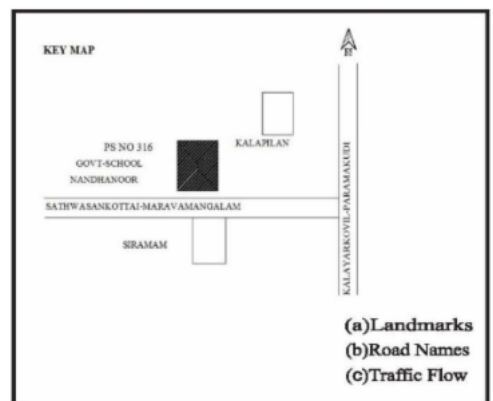 KEY MAP
N
KALAPILAN
PS NO 316
GOVT-SCHOOL
NANDHANOOR
SATHWASANKOTTAI-MARAVAMANGALAM
SIRAMAM
KALAYARKOVIL-PARAMAKUDI
(a)Landmarks
(b)Road Names
(c)Traffic Flow